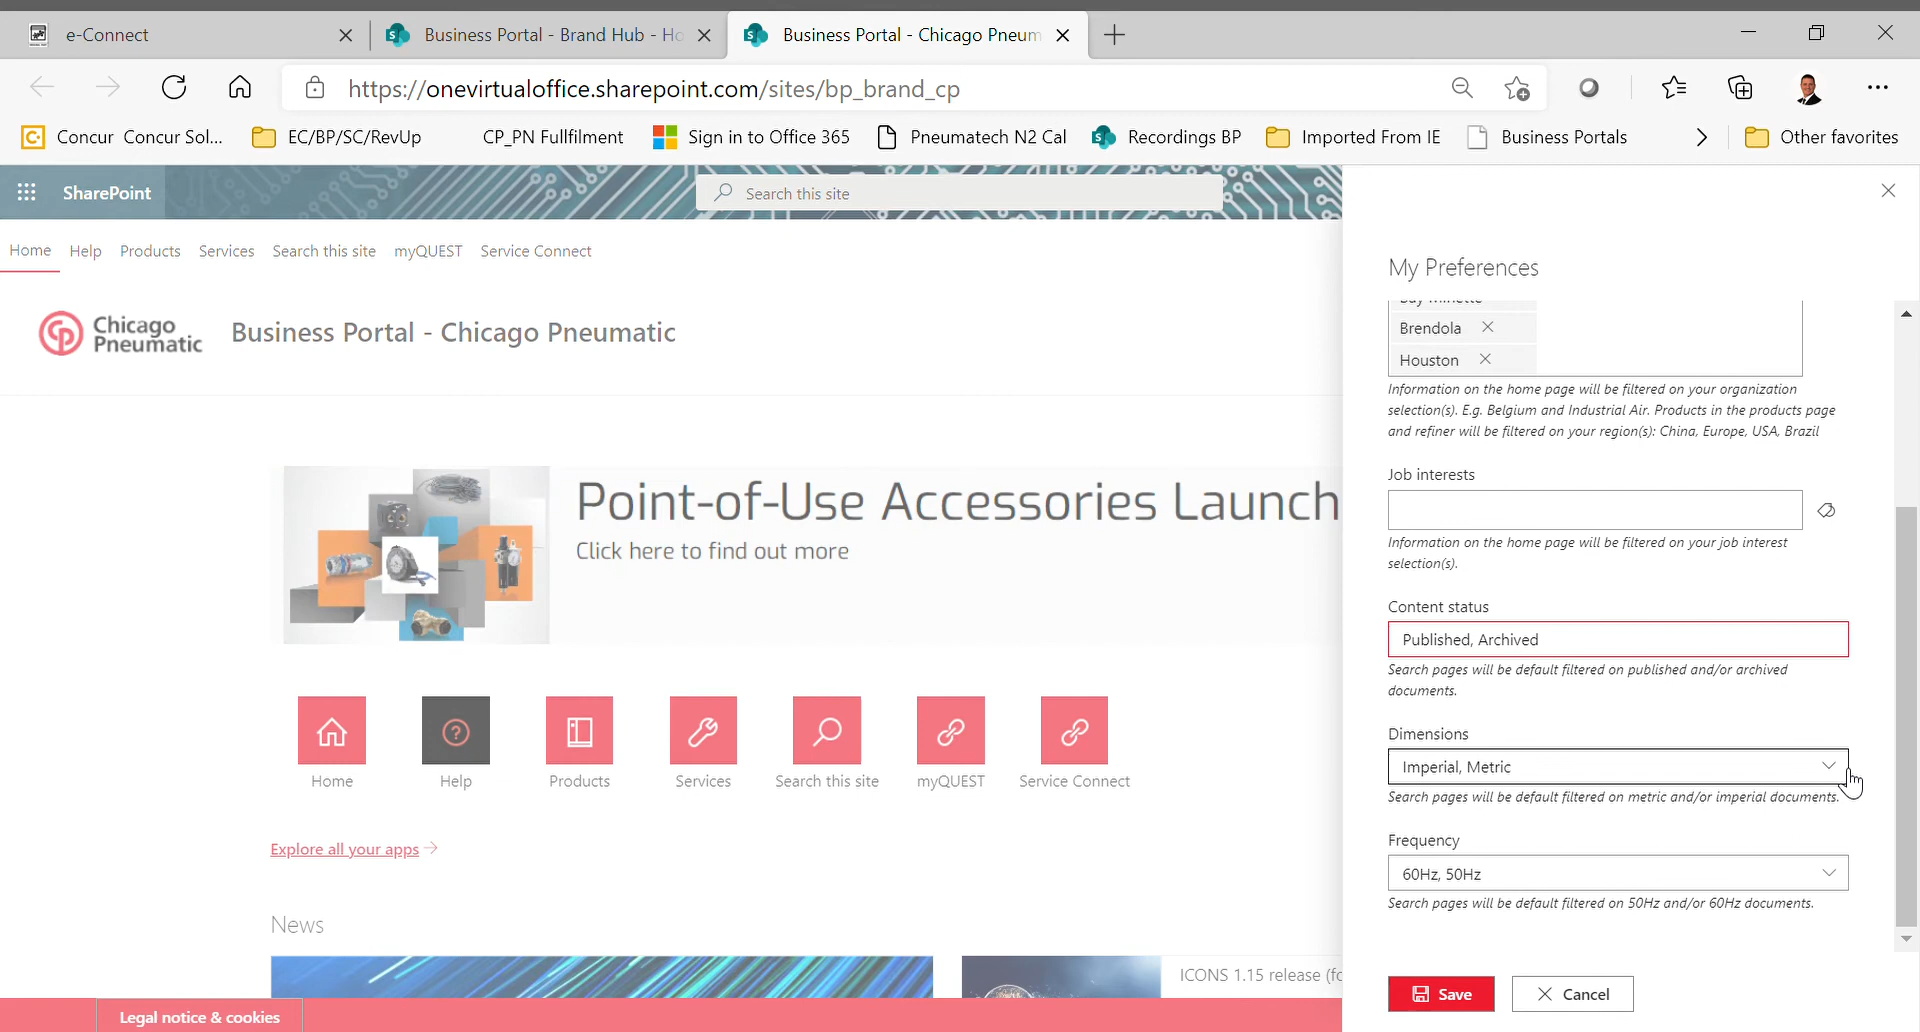 e-Connect
Business Portal - Brand Hub - Ho
Business Portal - Chicago Pneum
https://onevirtualoffice.sharepoint.com/sites/bp_brand_cp
Concur Concur Sol...
EC/BP/SC/RevUp
CP_PN Fullfilment
Sign in to Office 365
Pneumatech N2 Cal
Recordings BP
Imported From IE
Business Portals
Other favorites
SharePoint
Search this site
Home
Help
Products
Services
Search this site
myQUEST
Service Connect
Chicago
Pneumatic
Business Portal - Chicago Pneumatic
Point-of-Use Accessories Launch
Click here to find out more
Home
Help
Products
Services
Search this site
myQUEST
Service Connect
Explore all your apps
News
ICONS 1.15 release (fo
Legal notice & cookies
My Preferences
Bay Minette
Brendola
Houston
Information on the home page will be filtered on your organization
selection(s). E.g. Belgium and Industrial Air. Products in the products page
and refiner will be filtered on your region(s): China, Europe, USA, Brazil
Job interests
Information on the home page will be filtered on your job interest
selection(s).
Content status
Published, Archived
Search pages will be default filtered on published and/or archived
documents.
Dimensions
Imperial, Metric
Search pages will be default filtered on metric and/or imperial documents.
Frequency
60Hz, 50Hz
Search pages will be default filtered on 50Hz and/or 60Hz documents.
Save
Cancel